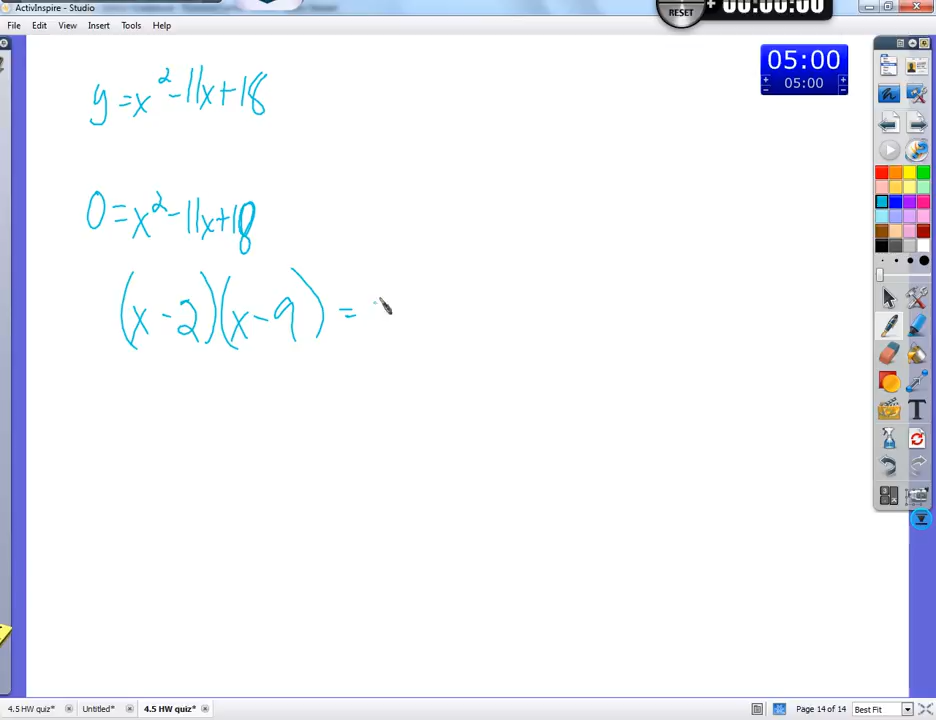 ActivInspire - Studio
RESET
00:00:00
File Edit View Insert Tools Help
05:00
05:00
y = x² - 11x + 18
0 = x² - 11x + 18
(x - 2)(x - 9) =
4.5 HW quiz* Untitled* 4.5 HW quiz* Page 14 of 14 Best Fit